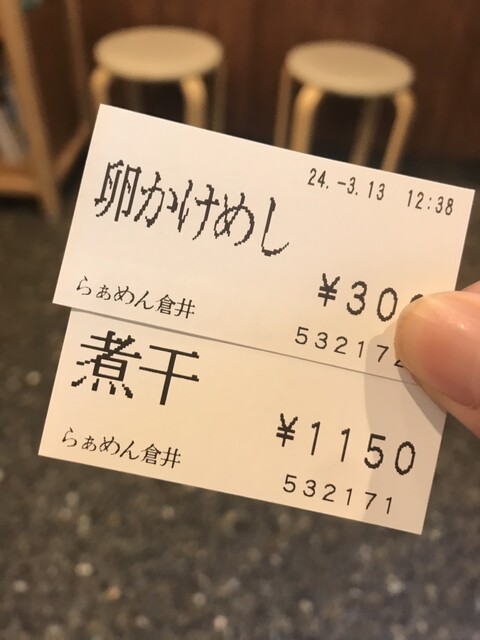 24.-3.13 12:38
卵かけめし
¥30
らぁめん倉井
532172
煮干
¥1150
らぁめん倉井
532171